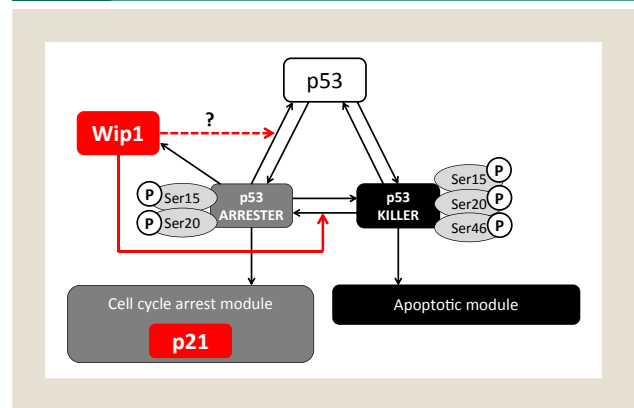 p53
?
Wip1
P
Ser15
P
Ser20
p53
ARRESTER
p53
KILLER
Ser15
P
Ser20
P
Ser46
P
Cell cycle arrest module
p21
Apoptotic module